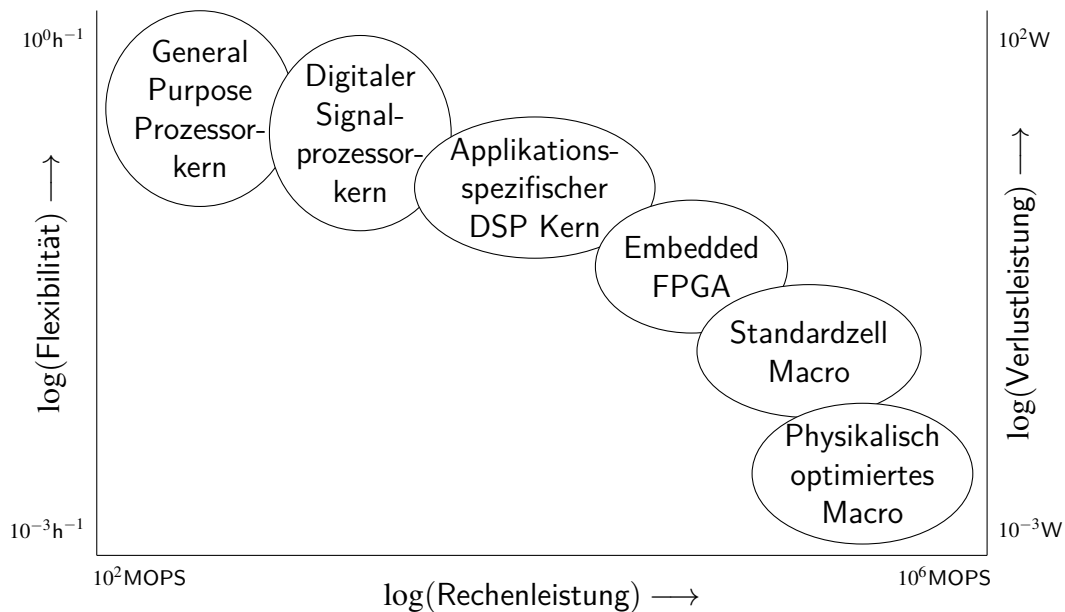 10⁰h⁻¹
10²W
General
Purpose
Prozessor-
kern
Digitaler
Signal-
prozessor-
kern
Applikations-
spezifischer
DSP Kern
Embedded
FPGA
Standardzell
Macro
Physikalisch
optimiertes
Macro
log(Flexibilität) ⟶
log(Verlustleistung) ⟶
10⁻³h⁻¹
10⁻³W
10²MOPS
10⁶MOPS
log(Rechenleistung) ⟶